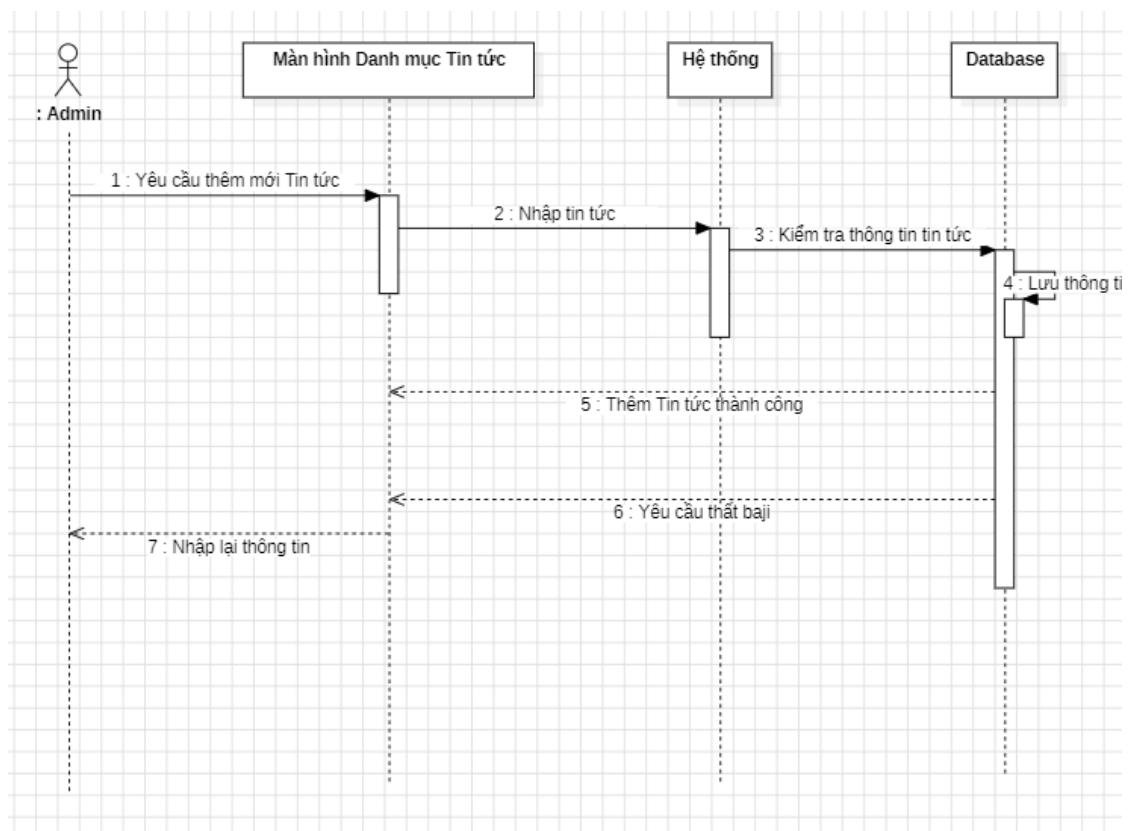 Màn hình Danh mục Tin tức
Hệ thống
Database
: Admin
1 : Yêu cầu thêm mới Tin tức
2 : Nhập tin tức
3 : Kiểm tra thông tin tin tức
4 : Lưu thông ti
5 : Thêm Tin tức thành công
6 : Yêu cầu thất baji
7 : Nhập lại thông tin